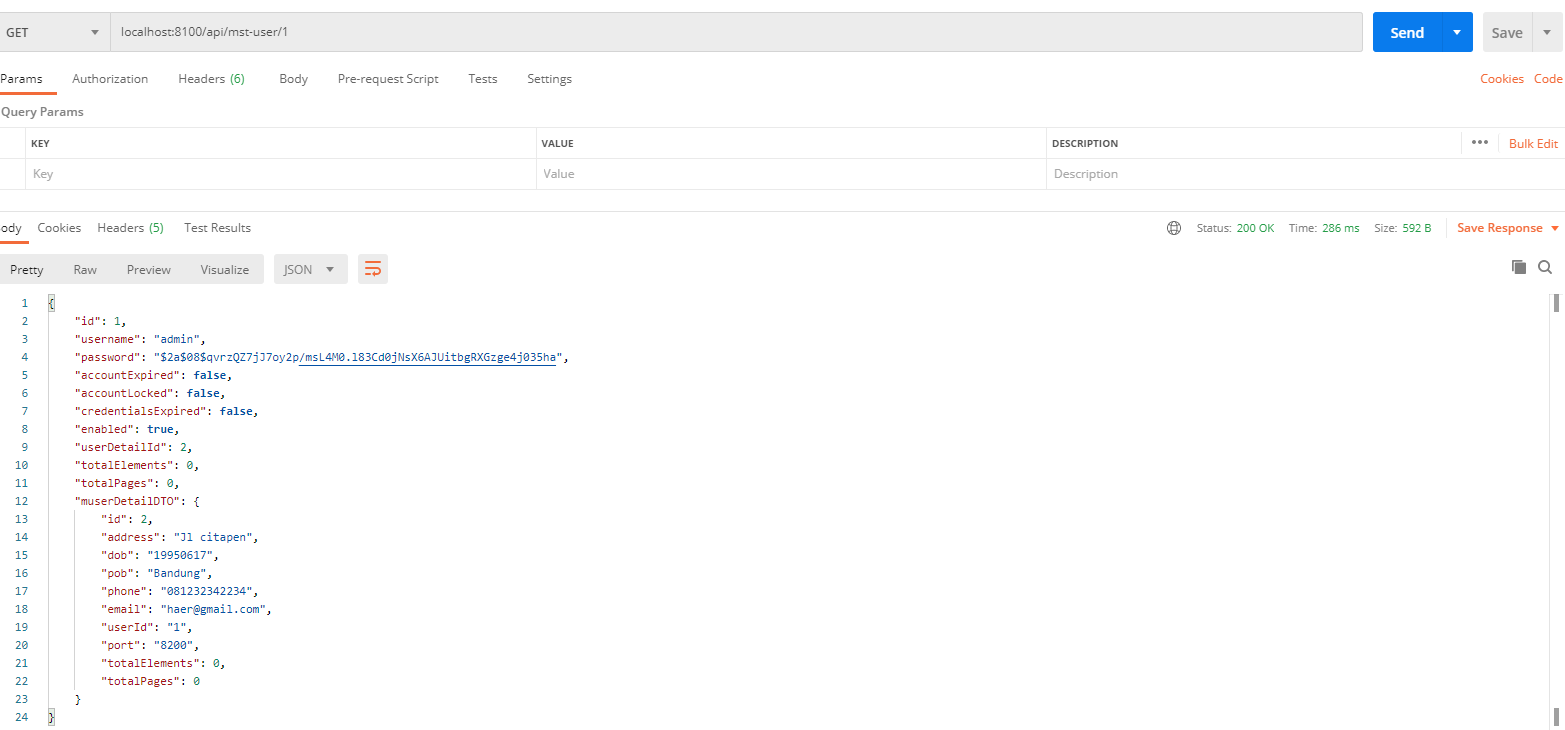 GET localhost:8100/api/mst-user/1 Send Save
Params Authorization Headers (6) Body Pre-request Script Tests Settings Cookies Code
Query Params
KEY VALUE DESCRIPTION ••• Bulk Edit
Key Value Description
ody Cookies Headers (5) Test Results Status: 200 OK Time: 286 ms Size: 592 B Save Response
Pretty Raw Preview Visualize JSON
1 {
2 "id": 1,
3 "username": "admin",
4 "password": "$2a$08$qvrzQZ7jJ7oy2p/msL4M0.l83Cd0jNsX6AJUitbgRXGzge4j035ha",
5 "accountExpired": false,
6 "accountLocked": false,
7 "credentialsExpired": false,
8 "enabled": true,
9 "userDetailId": 2,
10 "totalElements": 0,
11 "totalPages": 0,
12 "muserDetailDTO": {
13 "id": 2,
14 "address": "Jl citapen",
15 "dob": "19950617",
16 "pob": "Bandung",
17 "phone": "081232342234",
18 "email": "haer@gmail.com",
19 "userId": "1",
20 "port": "8200",
21 "totalElements": 0,
22 "totalPages": 0
23 }
24 }